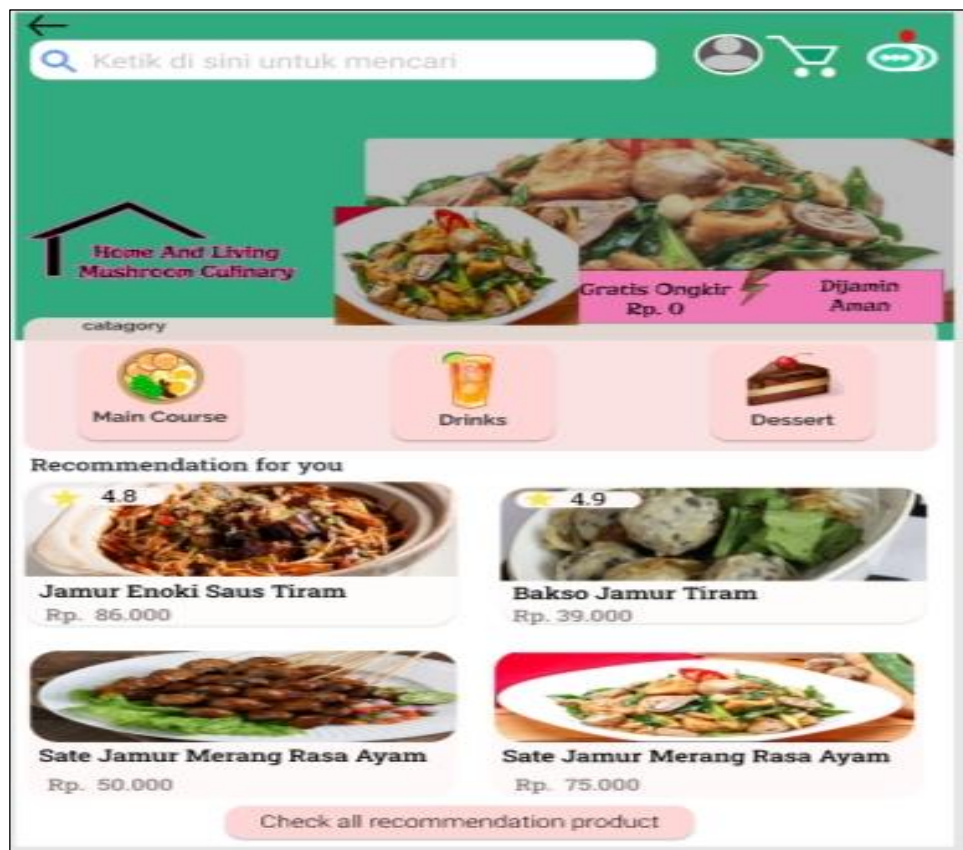 Ketik di sini untuk mencari
Home And Living
Mushroom Culinary
Gratis Ongkir
Rp. 0
Dijamin
Aman
catagory
Main Course
Drinks
Dessert
Recommendation for you
4.8
4.9
Jamur Enoki Saus Tiram
Rp. 86.000
Bakso Jamur Tiram
Rp. 39.000
Sate Jamur Merang Rasa Ayam
Rp. 50.000
Sate Jamur Merang Rasa Ayam
Rp. 75.000
Check all recommendation product